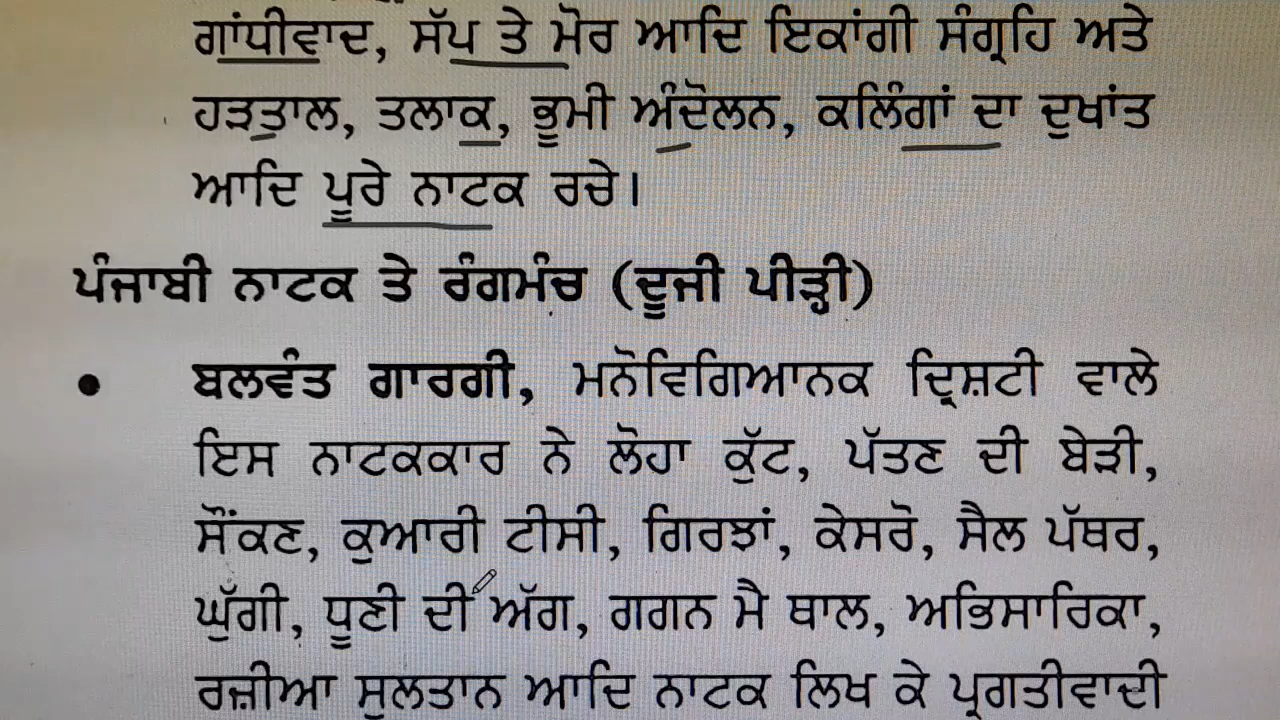 ਗਾਂਧੀਵਾਦ, ਸੱਪ ਤੇ ਮੋਰ ਆਦਿ ਇਕਾਂਗੀ ਸੰਗ੍ਰਹਿ ਅਤੇ
ਹੜਤਾਲ, ਤਲਾਕ, ਭੂਮੀ ਅੰਦੋਲਨ, ਕਲਿੰਗਾਂ ਦਾ ਦੁਖਾਂਤ
ਆਦਿ ਪੂਰੇ ਨਾਟਕ ਰਚੇ।
ਪੰਜਾਬੀ ਨਾਟਕ ਤੇ ਰੰਗਮੰਚ (ਦੂਜੀ ਪੀੜ੍ਹੀ)
• ਬਲਵੰਤ ਗਾਰਗੀ, ਮਨੋਵਿਗਿਆਨਕ ਦ੍ਰਿਸ਼ਟੀ ਵਾਲੇ
ਇਸ ਨਾਟਕਕਾਰ ਨੇ ਲੋਹਾ ਕੁੱਟ, ਪੱਤਣ ਦੀ ਬੇੜੀ,
ਸੌਂਕਣ, ਕੁਆਰੀ ਟੀਸੀ, ਗਿਰਝਾਂ, ਕੇਸਰੋ, ਸੈਲ ਪੱਥਰ,
ਘੁੱਗੀ, ਧੂਣੀ ਦੀ ਅੱਗ, ਗਗਨ ਮੈ ਥਾਲ, ਅਭਿਸਾਰਿਕਾ,
ਰਜ਼ੀਆ ਸੁਲਤਾਨ ਆਦਿ ਨਾਟਕ ਲਿਖ ਕੇ ਪ੍ਰਗਤੀਵਾਦੀ